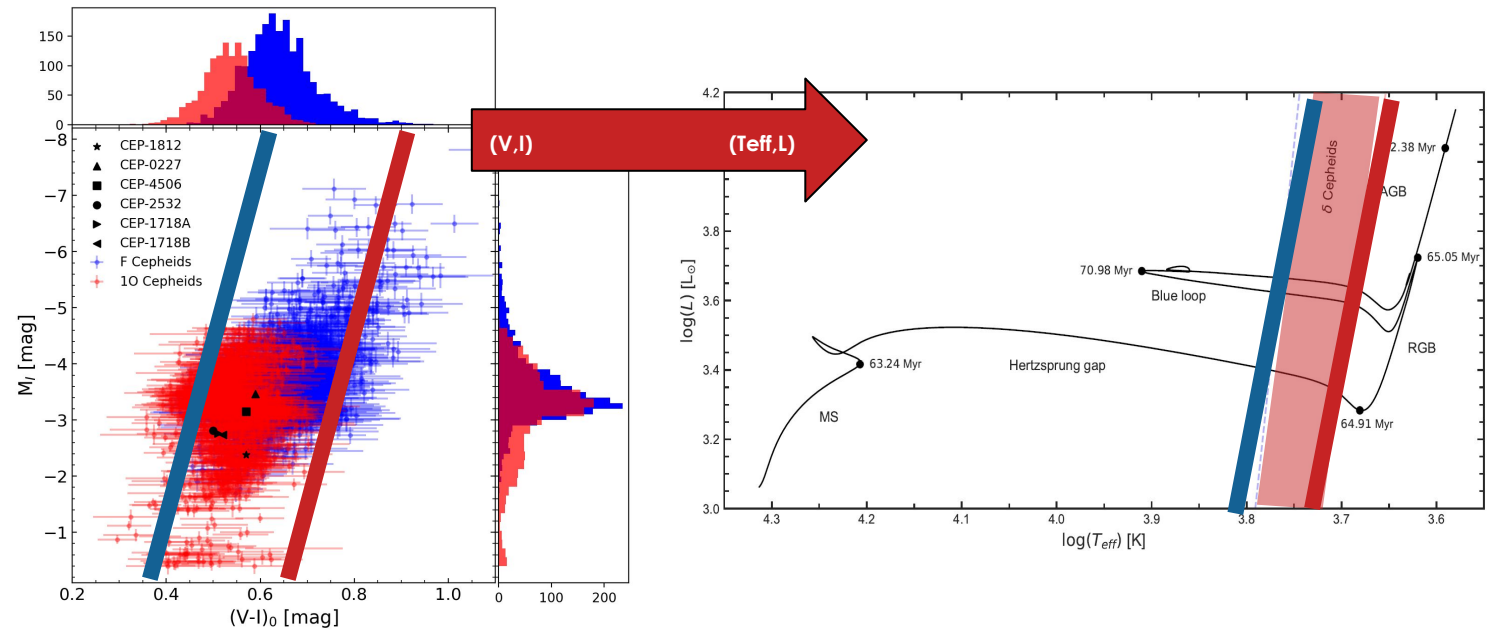 150
100
50
0
−8
−7
−6
−5
−4
−3
−2
−1
M_I [mag]
CEP-1812
CEP-0227
CEP-4506
CEP-2532
CEP-1718A
CEP-1718B
F Cepheids
1O Cepheids
0.2 0.4 0.6 0.8 1.0
(V-I)₀ [mag]
0 100 200
(V,I) (Teff,L)
4.2
3.8
3.6
3.4
3.2
3.0
log(L) [L☉]
δ Cepheids
2.38 Myr
AGB
65.05 Myr
70.98 Myr
Blue loop
RGB
63.24 Myr
Hertzsprung gap
MS
64.91 Myr
4.3 4.2 4.1 4.0 3.9 3.8 3.7 3.6
log(T_eff) [K]